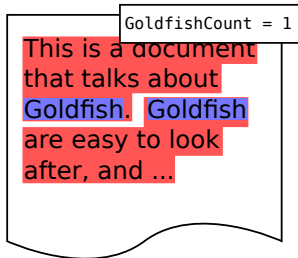 GoldfishCount = 1
This is a document
that talks about
Goldfish. Goldfish
are easy to look
after, and ...